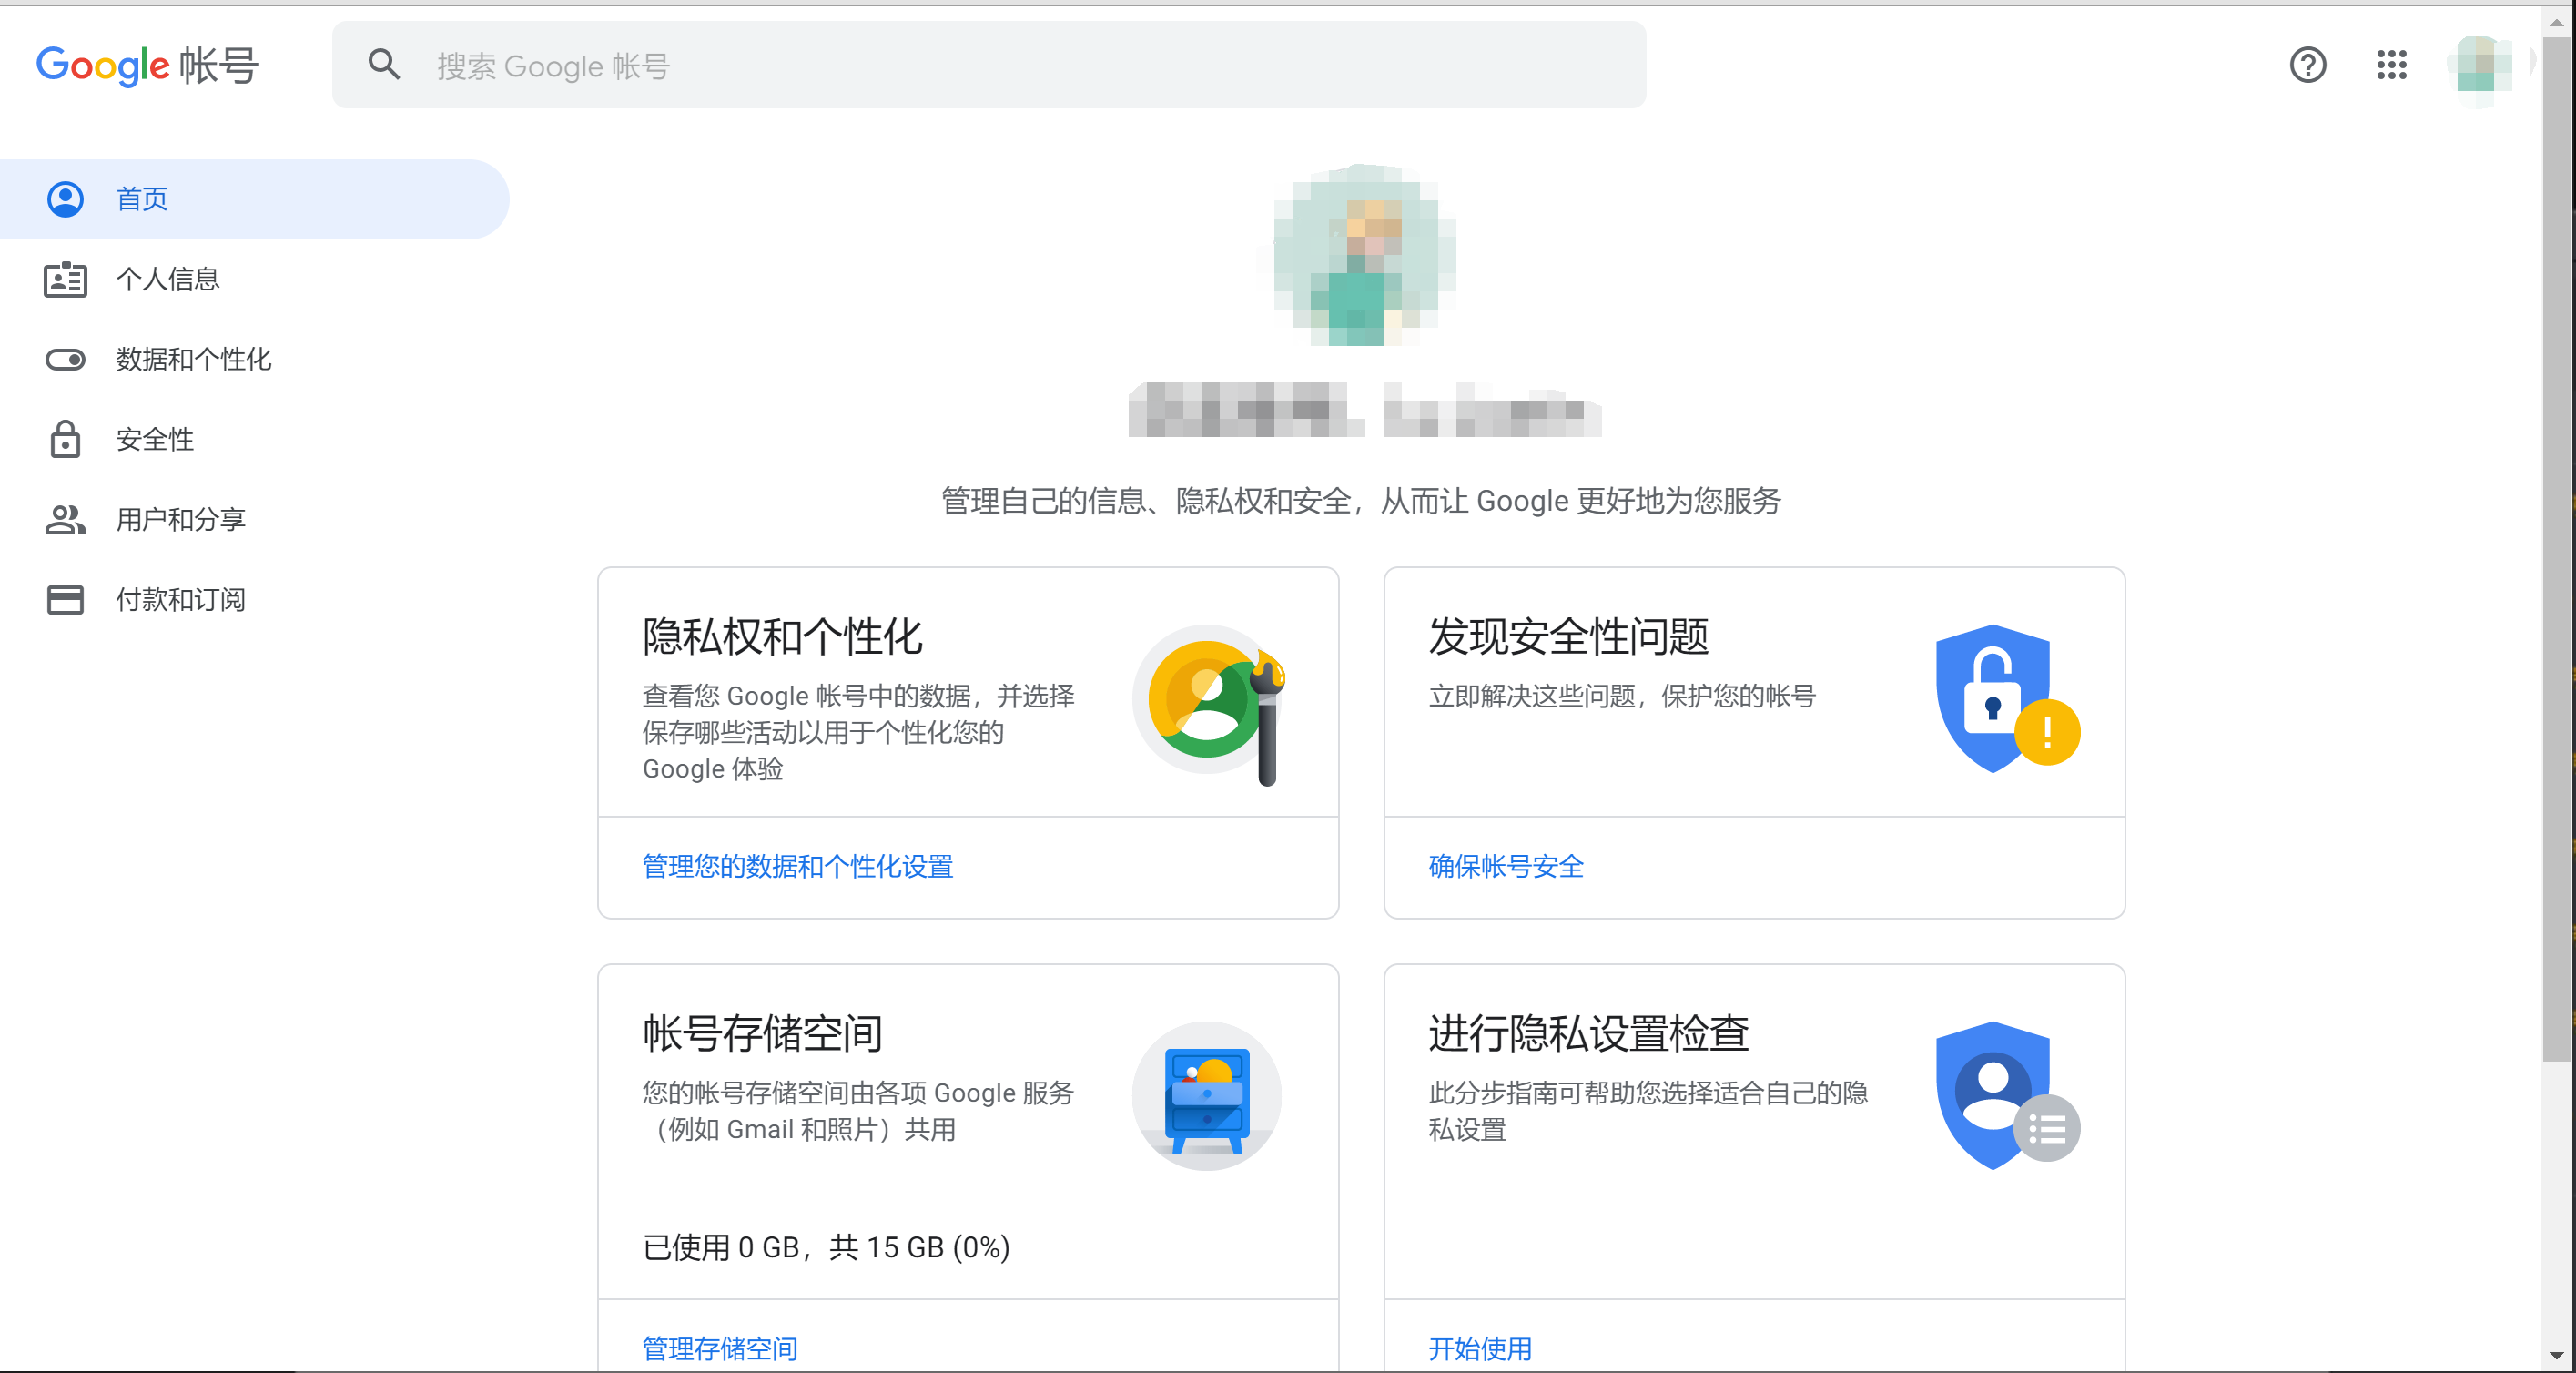 Google 帐号
搜索 Google 帐号
首页
个人信息
数据和个性化
安全性
用户和分享
付款和订阅
管理自己的信息、隐私权和安全，从而让 Google 更好地为您服务
隐私权和个性化
查看您 Google 帐号中的数据，并选择
保存哪些活动以用于个性化您的
Google 体验
管理您的数据和个性化设置
发现安全性问题
立即解决这些问题，保护您的帐号
确保帐号安全
帐号存储空间
您的帐号存储空间由各项 Google 服务
（例如 Gmail 和照片）共用
已使用 0 GB，共 15 GB (0%)
管理存储空间
进行隐私设置检查
此分步指南可帮助您选择适合自己的隐
私设置
开始使用